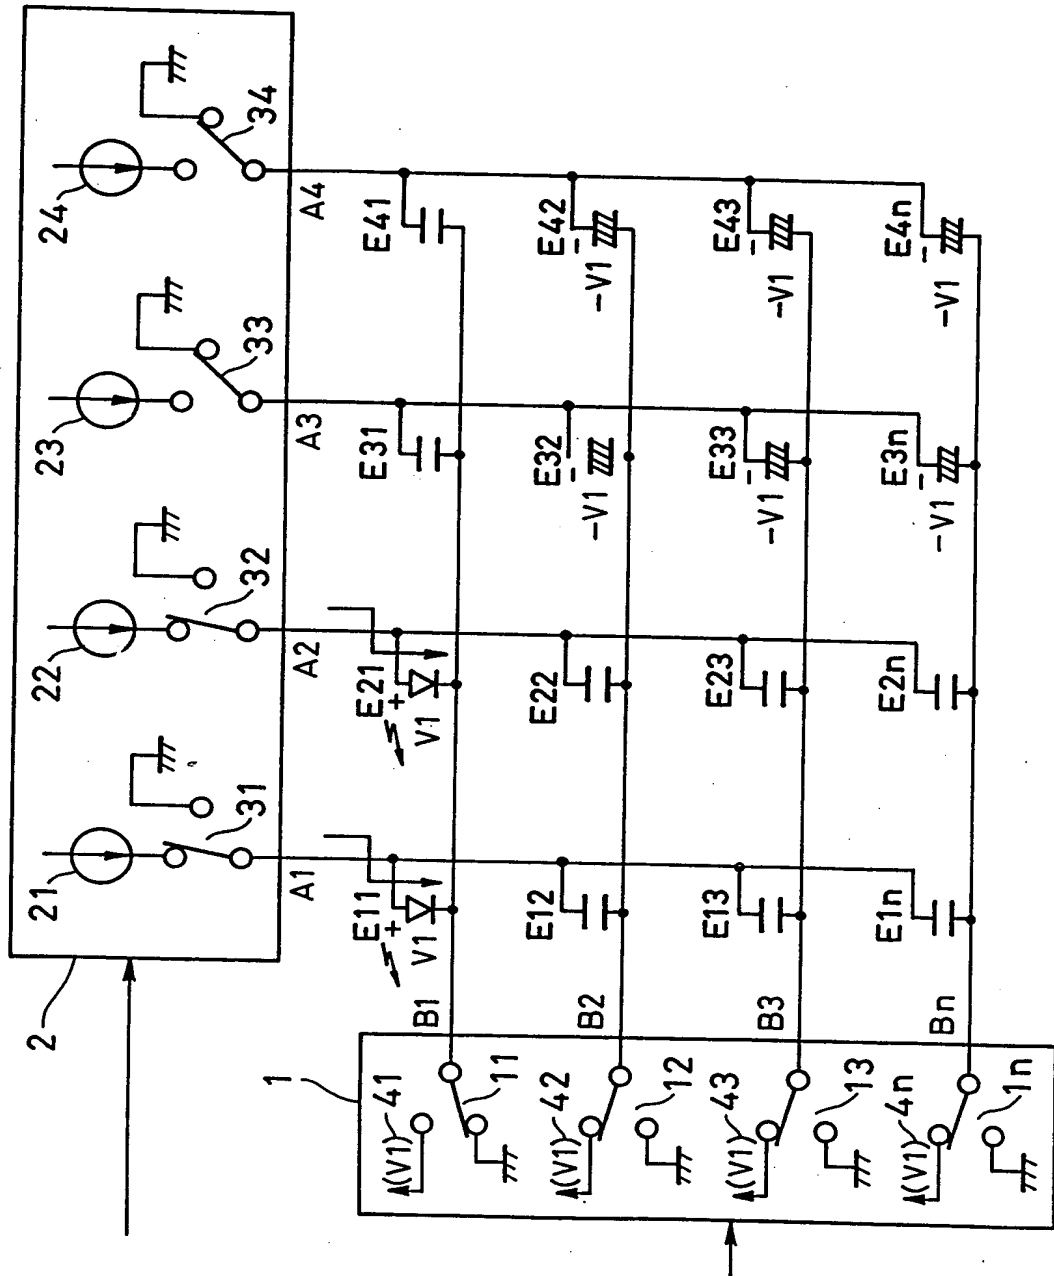 24
34
A4
E41
E42
−V1
E43
−V1
E4n
−V1
23
33
A3
E31
E32
−V1
E33
−V1
E3n
−V1
22
32
A2
E21
+
V1
E22
E23
E2n
21
31
A1
E11
+
V1
E12
E13
E1n
2
B1
B2
B3
Bn
1
(V1)
41
11
(V1)
42
12
(V1)
43
13
(V1)
4n
1n